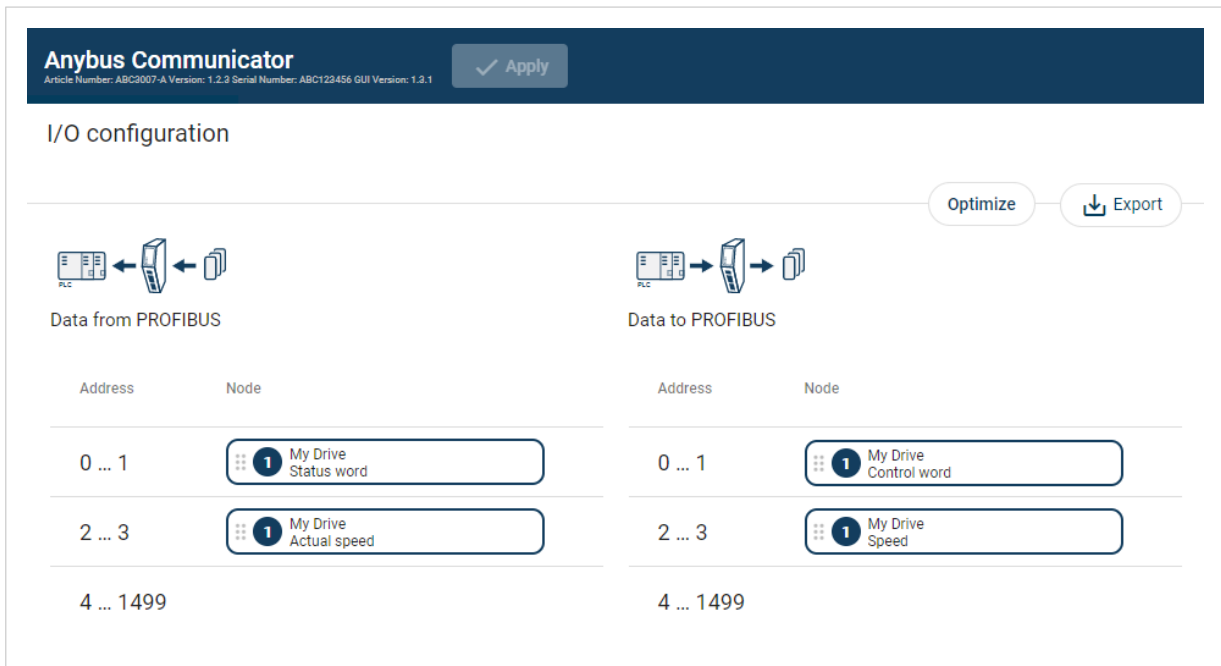 Anybus Communicator
Article Number: ABC3007-A Version: 1.2.3 Serial Number: ABC123456 GUI Version: 1.3.1
Apply
I/O configuration
Optimize
Export
PLC
Data from PROFIBUS
Address Node
0 ... 1
1
My Drive
Status word
2 ... 3
1
My Drive
Actual speed
4 ... 1499
PLC
Data to PROFIBUS
Address Node
0 ... 1
1
My Drive
Control word
2 ... 3
1
My Drive
Speed
4 ... 1499